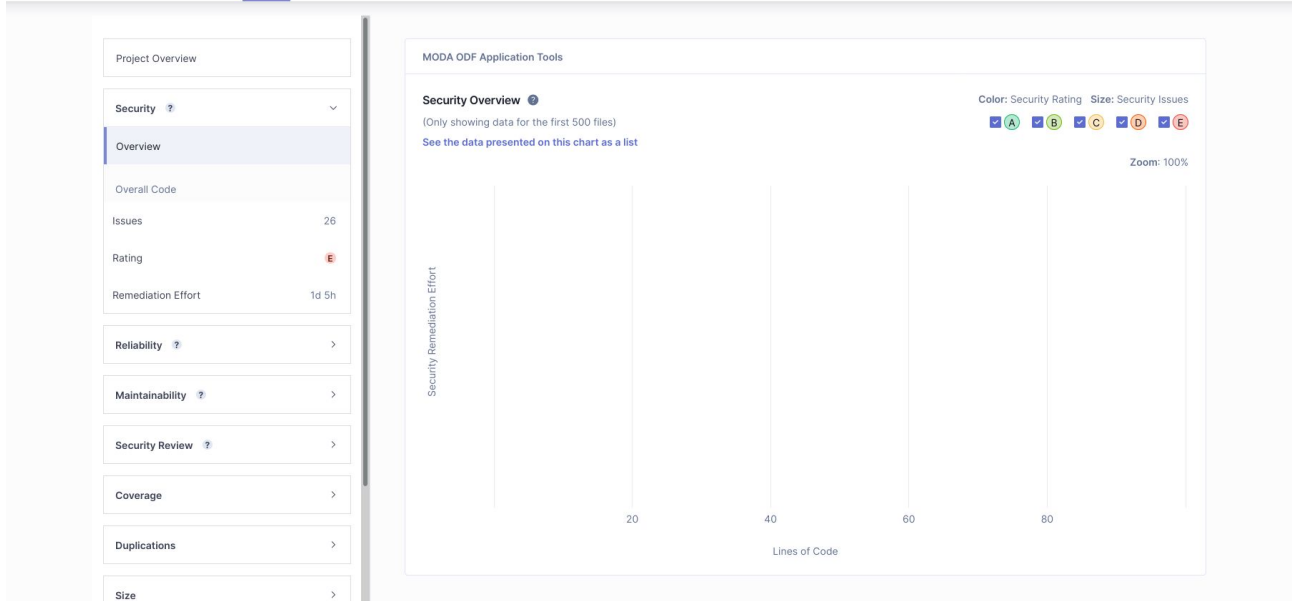 Project Overview
Security ?
Overview
Overall Code
Issues 26
Rating E
Remediation Effort 1d 5h
Reliability ?
Maintainability ?
Security Review ?
Coverage
Duplications
Size
MODA ODF Application Tools
Security Overview ?
Color: Security Rating Size: Security Issues
(Only showing data for the first 500 files)
A B C D E
See the data presented on this chart as a list
Zoom: 100%
Security Remediation Effort
20 40 60 80
Lines of Code